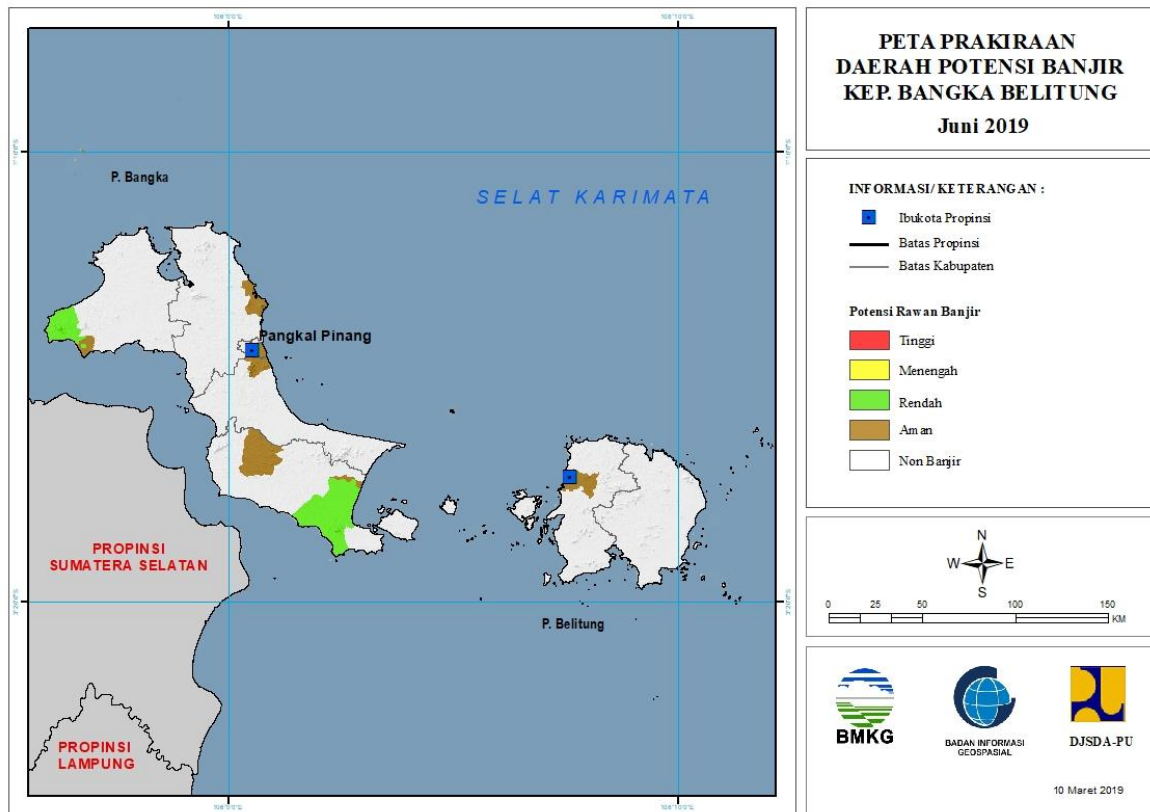 PETA PRAKIRAAN
DAERAH POTENSI BANJIR
KEP. BANGKA BELITUNG
Juni 2019
P. Bangka
SELAT KARIMATA
Pangkal Pinang
PROPINSI
SUMATERA SELATAN
P. Belitung
PROPINSI
LAMPUNG
INFORMASI/ KETERANGAN :
Ibukota Propinsi
Batas Propinsi
Batas Kabupaten
Potensi Rawan Banjir
Tinggi
Menengah
Rendah
Aman
Non Banjir
N
W E
S
0 25 50 100 150
KM
BMKG
BADAN INFORMASI
GEOSPASIAL
DJSDA-PU
10 Maret 2019